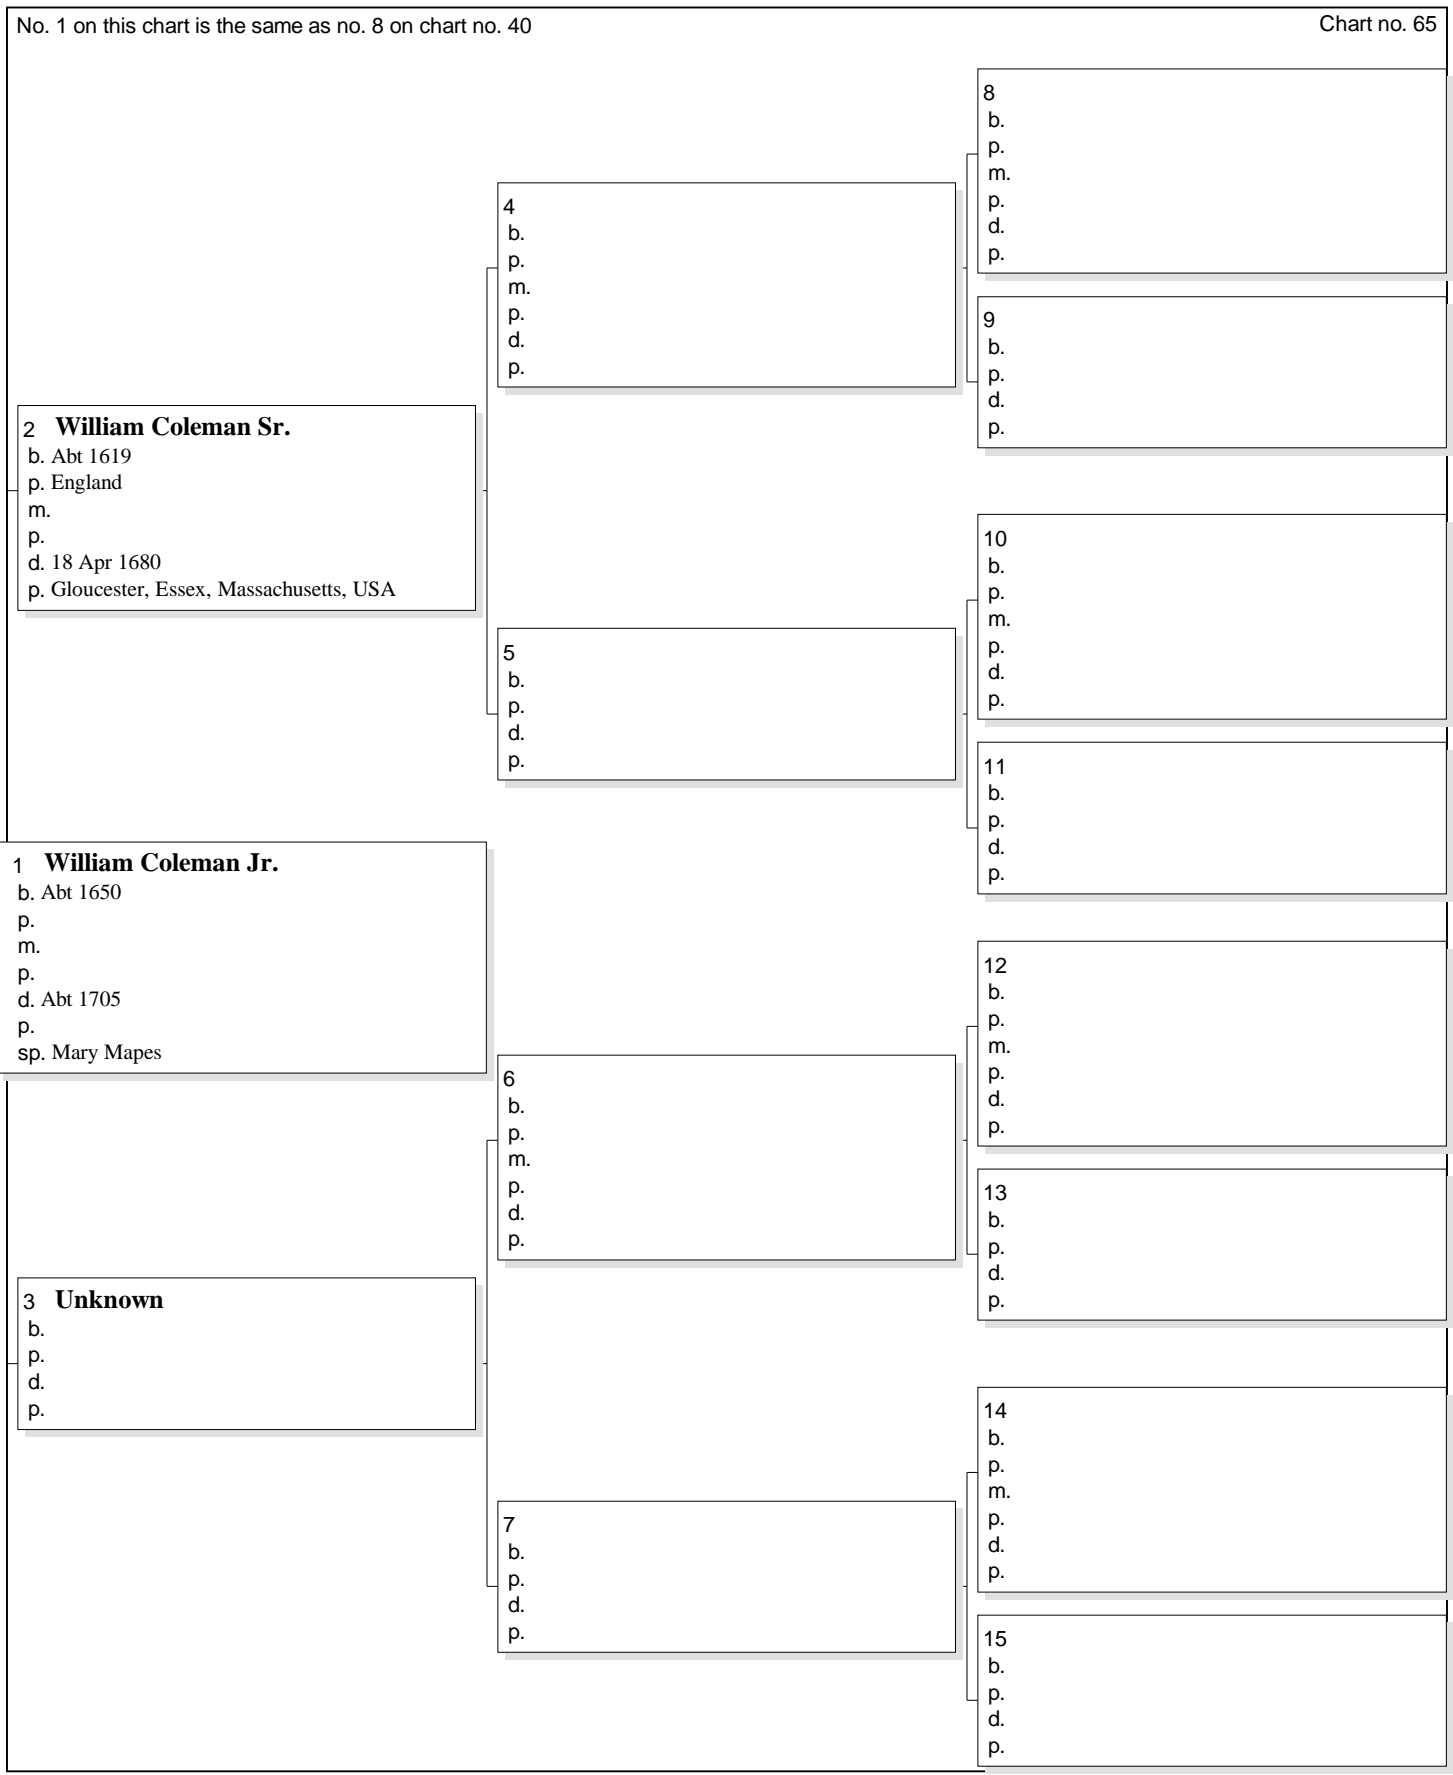 No. 1 on this chart is the same as no. 8 on chart no. 40
Chart no. 65
8
b.
p.
m.
p.
d.
p.
4
b.
p.
m.
p.
d.
p.
9
b.
p.
d.
p.
2 William Coleman Sr.
b. Abt 1619
p. England
m.
p.
d. 18 Apr 1680
p. Gloucester, Essex, Massachusetts, USA
10
b.
p.
m.
p.
d.
p.
5
b.
p.
d.
p.
11
b.
p.
d.
p.
1 William Coleman Jr.
b. Abt 1650
p.
m.
p.
d. Abt 1705
p.
sp. Mary Mapes
12
b.
p.
m.
p.
d.
p.
6
b.
p.
m.
p.
d.
p.
13
b.
p.
d.
p.
3 Unknown
b.
p.
d.
p.
14
b.
p.
m.
p.
d.
p.
7
b.
p.
d.
p.
15
b.
p.
d.
p.